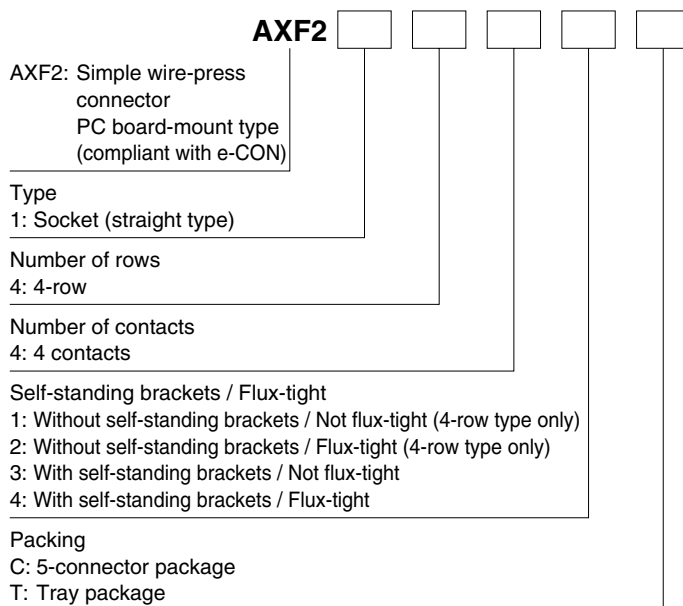 AXF2
AXF2: Simple wire-press
connector
PC board-mount type
(compliant with e-CON)
Type
1: Socket (straight type)
Number of rows
4: 4-row
Number of contacts
4: 4 contacts
Self-standing brackets / Flux-tight
1: Without self-standing brackets / Not flux-tight (4-row type only)
2: Without self-standing brackets / Flux-tight (4-row type only)
3: With self-standing brackets / Not flux-tight
4: With self-standing brackets / Flux-tight
Packing
C: 5-connector package
T: Tray package